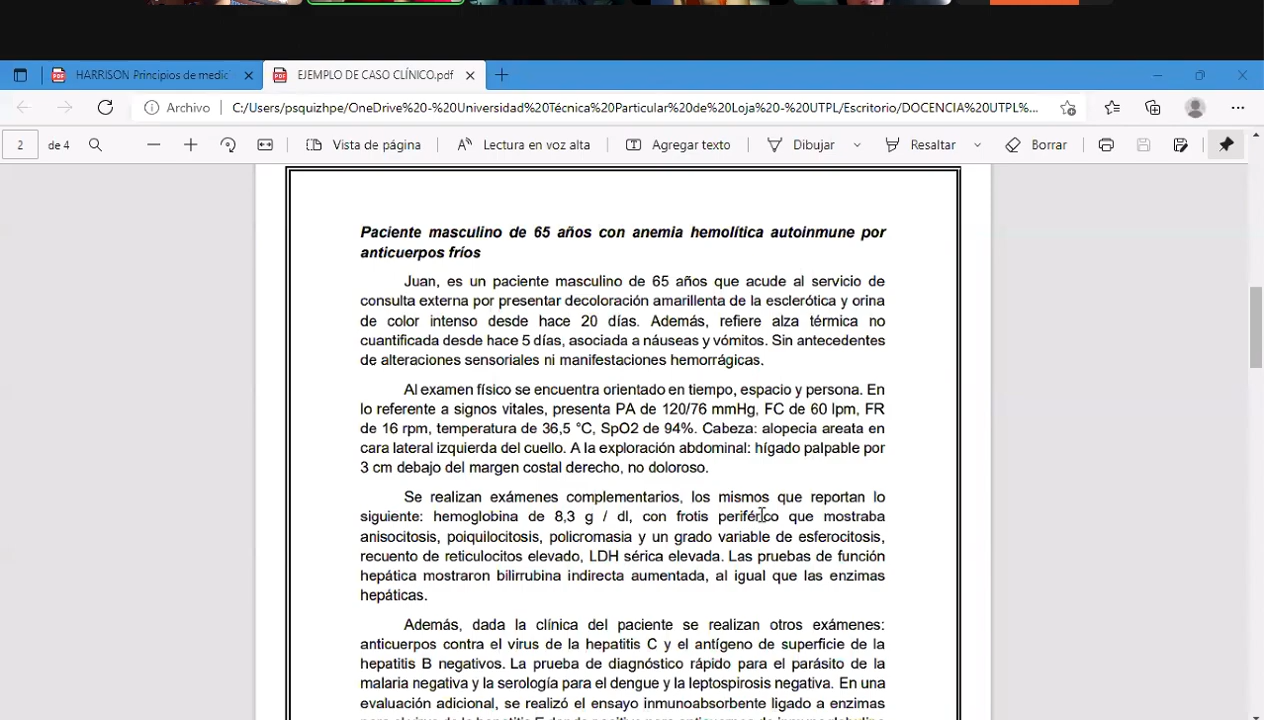 HARRISON Principios de medic
EJEMPLO DE CASO CLÍNICO.pdf
Archivo
C:/Users/psquizhpe/OneDrive%20-%20Universidad%20Técnica%20Particular%20de%20Loja%20-%20UTPL/Escritorio/DOCENCIA%20UTPL%...
2 de 4
Vista de página
Lectura en voz alta
Agregar texto
Dibujar
Resaltar
Borrar
Paciente masculino de 65 años con anemia hemolítica autoinmune por
anticuerpos fríos
Juan, es un paciente masculino de 65 años que acude al servicio de
consulta externa por presentar decoloración amarillenta de la esclerótica y orina
de color intenso desde hace 20 días. Además, refiere alza térmica no
cuantificada desde hace 5 días, asociada a náuseas y vómitos. Sin antecedentes
de alteraciones sensoriales ni manifestaciones hemorrágicas.
Al examen físico se encuentra orientado en tiempo, espacio y persona. En
lo referente a signos vitales, presenta PA de 120/76 mmHg, FC de 60 lpm, FR
de 16 rpm, temperatura de 36,5 °C, SpO2 de 94%. Cabeza: alopecia areata en
cara lateral izquierda del cuello. A la exploración abdominal: hígado palpable por
3 cm debajo del margen costal derecho, no doloroso.
Se realizan exámenes complementarios, los mismos que reportan lo
siguiente: hemoglobina de 8,3 g / dl, con frotis periférico que mostraba
anisocitosis, poiquilocitosis, policromasia y un grado variable de esferocitosis,
recuento de reticulocitos elevado, LDH sérica elevada. Las pruebas de función
hepática mostraron bilirrubina indirecta aumentada, al igual que las enzimas
hepáticas.
Además, dada la clínica del paciente se realizan otros exámenes:
anticuerpos contra el virus de la hepatitis C y el antígeno de superficie de la
hepatitis B negativos. La prueba de diagnóstico rápido para el parásito de la
malaria negativa y la serología para el dengue y la leptospirosis negativa. En una
evaluación adicional, se realizó el ensayo inmunoabsorbente ligado a enzimas